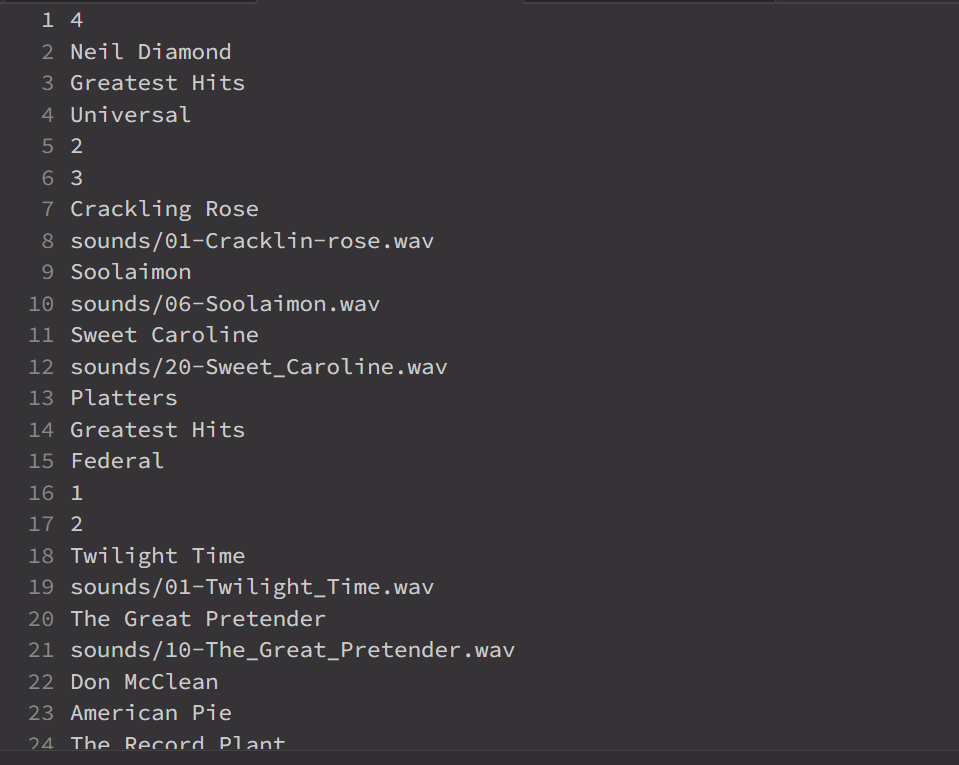 1 4
2 Neil Diamond
3 Greatest Hits
4 Universal
5 2
6 3
7 Crackling Rose
8 sounds/01-Cracklin-rose.wav
9 Soolaimon
10 sounds/06-Soolaimon.wav
11 Sweet Caroline
12 sounds/20-Sweet_Caroline.wav
13 Platters
14 Greatest Hits
15 Federal
16 1
17 2
18 Twilight Time
19 sounds/01-Twilight_Time.wav
20 The Great Pretender
21 sounds/10-The_Great_Pretender.wav
22 Don McClean
23 American Pie
24 The Record Plant